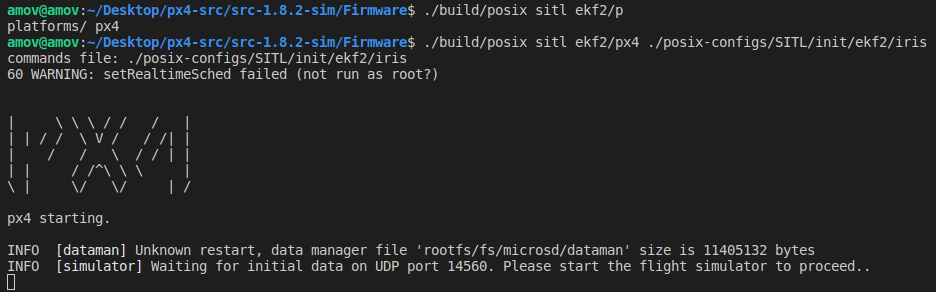 amov@amov:~/Desktop/px4-src/src-1.8.2-sim/Firmware$ ./build/posix sitl ekf2/p
platforms/ px4
amov@amov:~/Desktop/px4-src/src-1.8.2-sim/Firmware$ ./build/posix sitl ekf2/px4 ./posix-configs/SITL/init/ekf2/iris
commands file: ./posix-configs/SITL/init/ekf2/iris
60 WARNING: setRealtimeSched failed (not run as root?)
|     \ \ \ / /   /   |
| | / /  \ V /   / /| |
|    /   /   \  / / | |
| |     / /^\ \ \     |
\ |     \/   \/     | /
px4 starting.
INFO  [dataman] Unknown restart, data manager file 'rootfs/fs/microsd/dataman' size is 11405132 bytes
INFO  [simulator] Waiting for initial data on UDP port 14560. Please start the flight simulator to proceed..